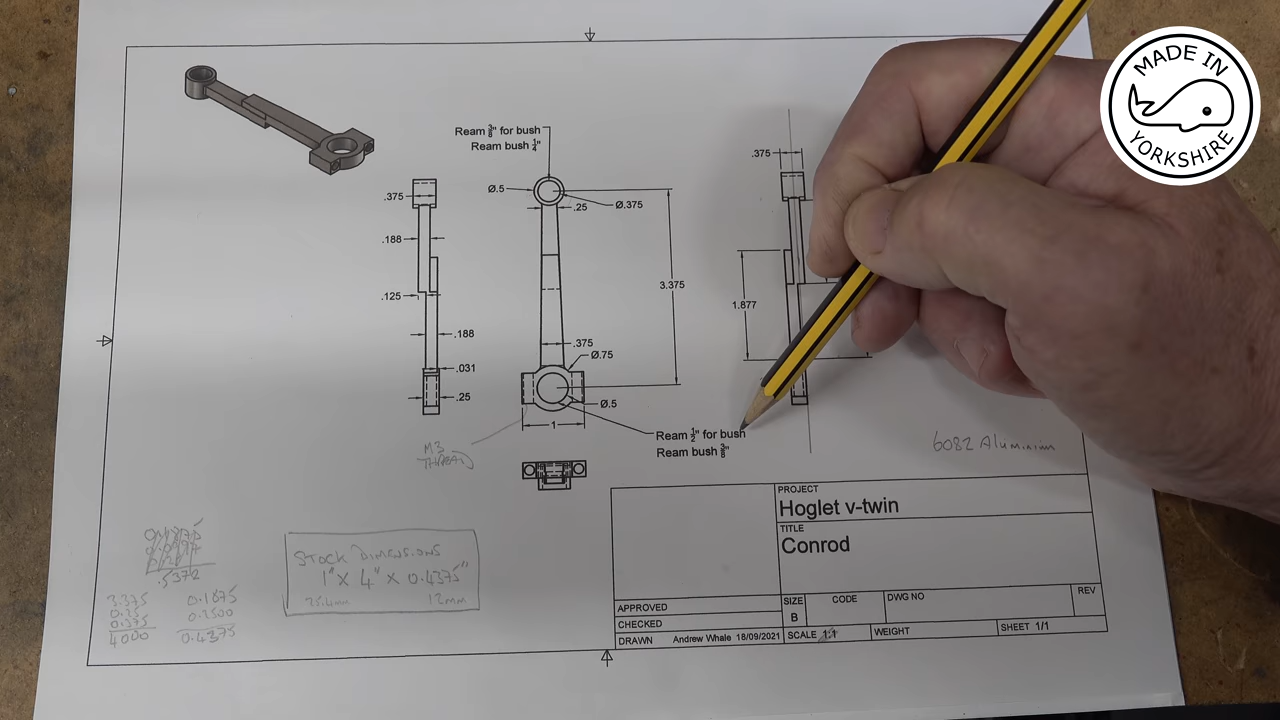 MADE IN
YORKSHIRE
Ream 3/8" for bush
Ream bush 1/4"
.375
Ø.5
.25
Ø.375
.375
.188
.125
3.375
1.877
.188
.375
Ø.75
.031
.25
Ø.5
1
Ream 1/2" for bush
Ream bush 3/8"
M3
THREAD
6082 Aluminium
STOCK DIMENSIONS
1" X 4" X 0.4375"
25.4mm 12mm
.5372
3.375
0.25
0.375
4.000
0.1875
0.2500
0.4375
PROJECT
Hoglet v-twin
TITLE
Conrod
APPROVED
CHECKED
DRAWN Andrew Whale 18/09/2021
SIZE
B
CODE
DWG NO
REV
SCALE 1:1
WEIGHT
SHEET 1/1